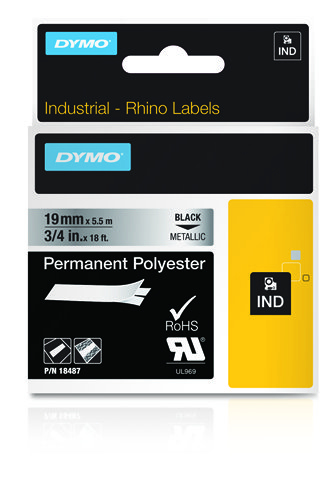 DYMO
IND
Industrial - Rhino Labels
DYMO
19mm x 5.5 m
3/4 in. x 18 ft.
BLACK
METALLIC
Permanent Polyester
IND
RoHS
P/N 18487
UL969